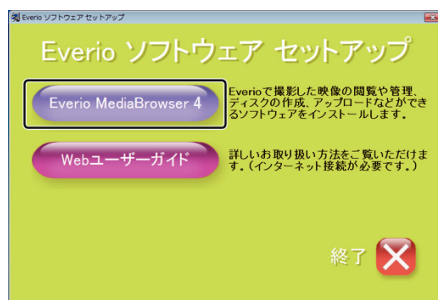 Everio ソフトウェア セットアップ
Everio ソフトウェア セットアップ
Everio MediaBrowser 4
Everioで撮影した映像の閲覧や管理、
ディスクの作成、アップロードなどができ
るソフトウェアをインストールします。
Webユーザーガイド
詳しいお取り扱い方法をご覧いただけま
す。(インターネット接続が必要です。)
終了